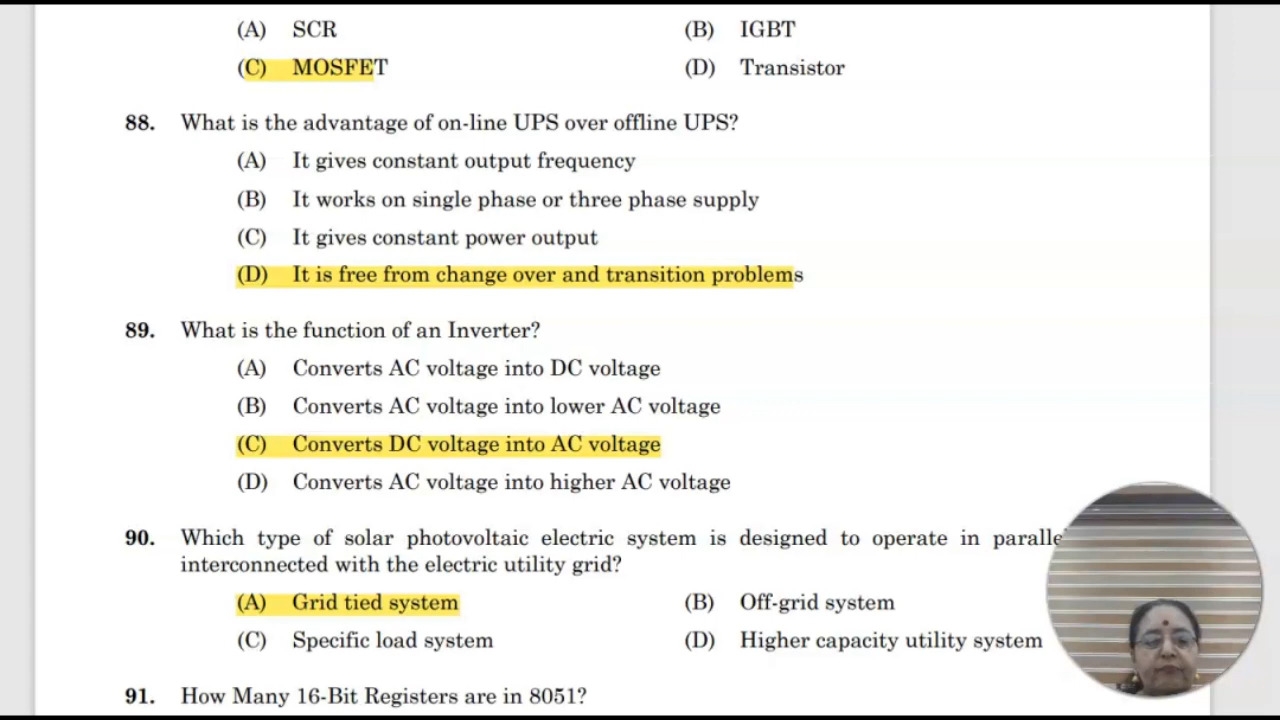 (A) SCR (B) IGBT
(C) MOSFET (D) Transistor
88. What is the advantage of on-line UPS over offline UPS?
(A) It gives constant output frequency
(B) It works on single phase or three phase supply
(C) It gives constant power output
(D) It is free from change over and transition problems
89. What is the function of an Inverter?
(A) Converts AC voltage into DC voltage
(B) Converts AC voltage into lower AC voltage
(C) Converts DC voltage into AC voltage
(D) Converts AC voltage into higher AC voltage
90. Which type of solar photovoltaic electric system is designed to operate in paralle
interconnected with the electric utility grid?
(A) Grid tied system (B) Off-grid system
(C) Specific load system (D) Higher capacity utility system
91. How Many 16-Bit Registers are in 8051?